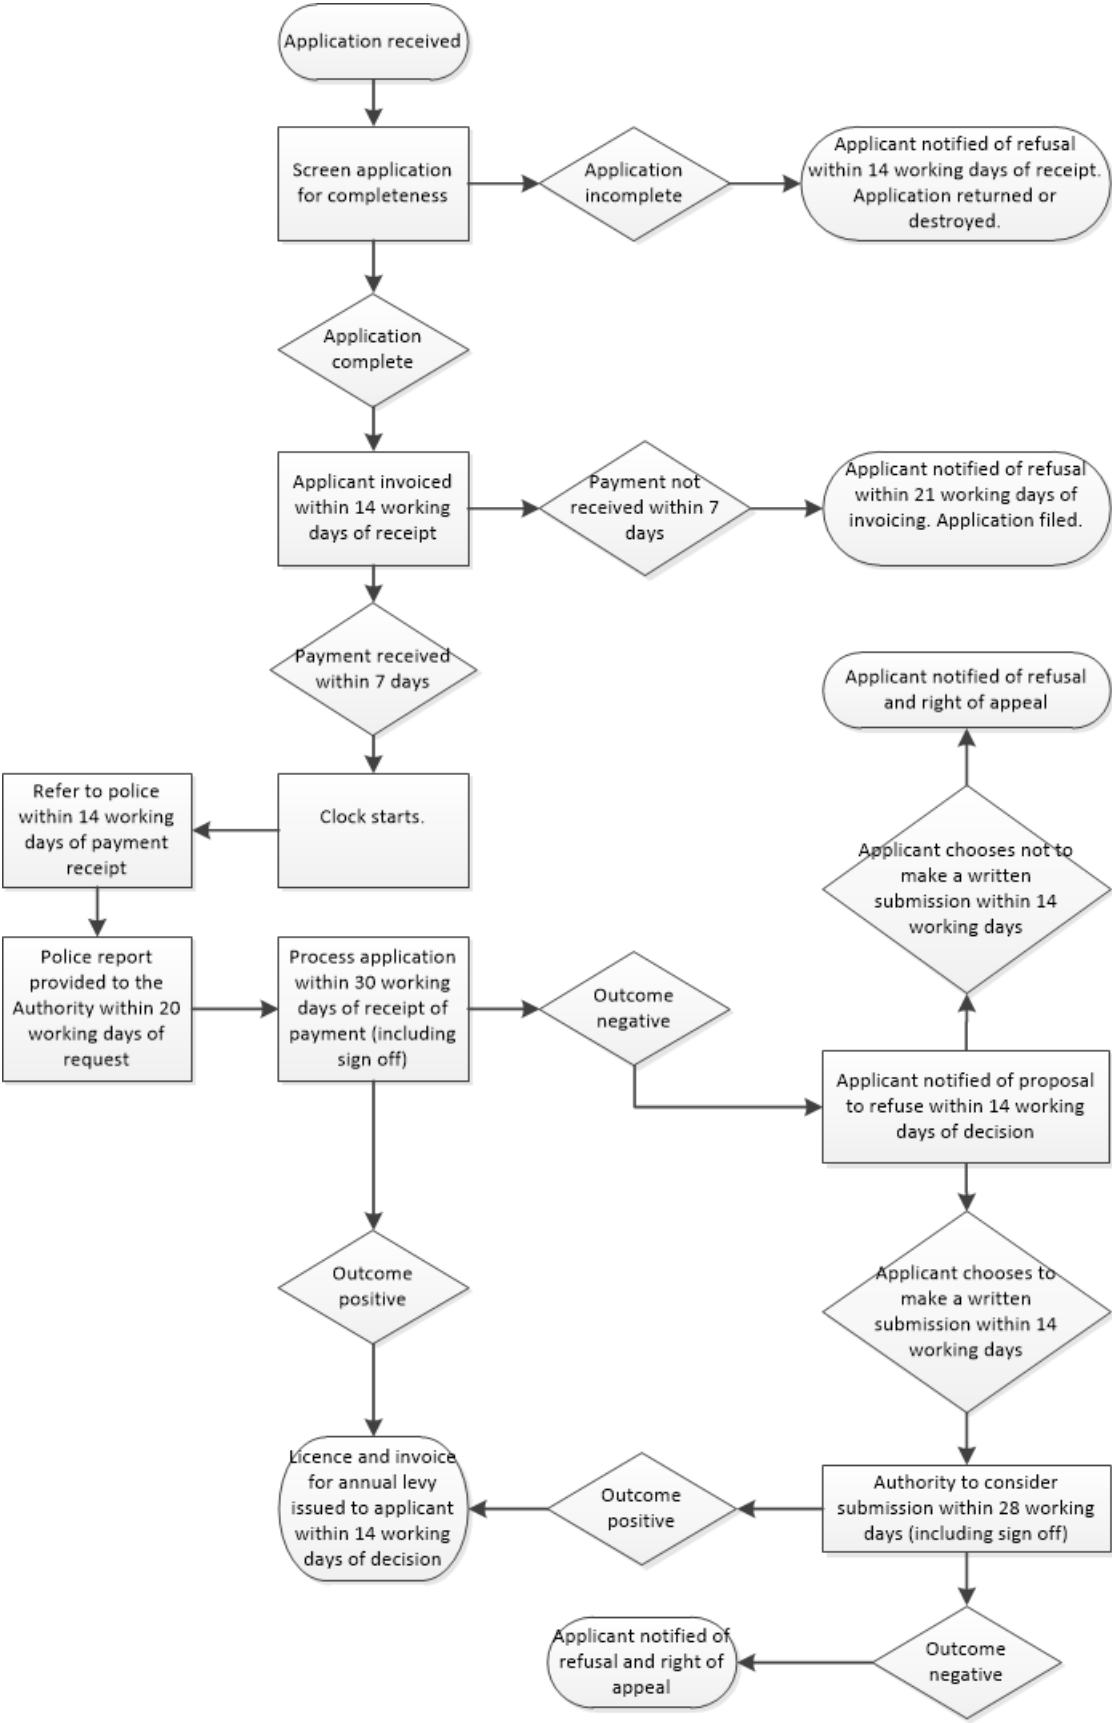 Application received
Screen application
for completeness
Application
incomplete
Applicant notified of refusal
within 14 working days of receipt.
Application returned or
destroyed.
Application
complete
Applicant invoiced
within 14 working
days of receipt
Payment not
received within 7
days
Applicant notified of refusal
within 21 working days of
invoicing. Application filed.
Payment received
within 7 days
Applicant notified of refusal
and right of appeal
Refer to police
within 14 working
days of payment
receipt
Clock starts.
Applicant chooses not to
make a written
submission within 14
working days
Police report
provided to the
Authority within 20
working days of
request
Process application
within 30 working
days of receipt of
payment (including
sign off)
Outcome
negative
Applicant notified of proposal
to refuse within 14 working
days of decision
Outcome
positive
Applicant chooses to
make a written
submission within 14
working days
Licence and invoice
for annual levy
issued to applicant
within 14 working
days of decision
Outcome
positive
Authority to consider
submission within 28 working
days (including sign off)
Applicant notified of
refusal and right of
appeal
Outcome
negative